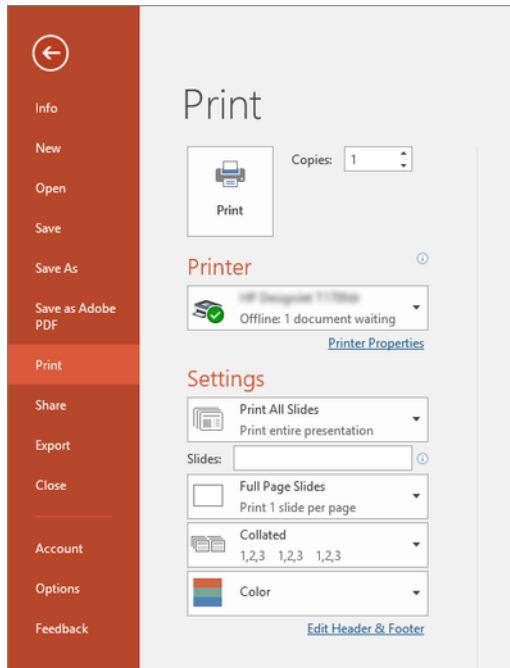 Info
New
Open
Save
Save As
Save as Adobe
PDF
Print
Share
Export
Close
Account
Options
Feedback
Print
Copies: 1
Print
Printer
Offline: 1 document waiting
Printer Properties
Settings
Print All Slides
Print entire presentation
Slides:
Full Page Slides
Print 1 slide per page
Collated
1,2,3 1,2,3 1,2,3
Color
Edit Header & Footer